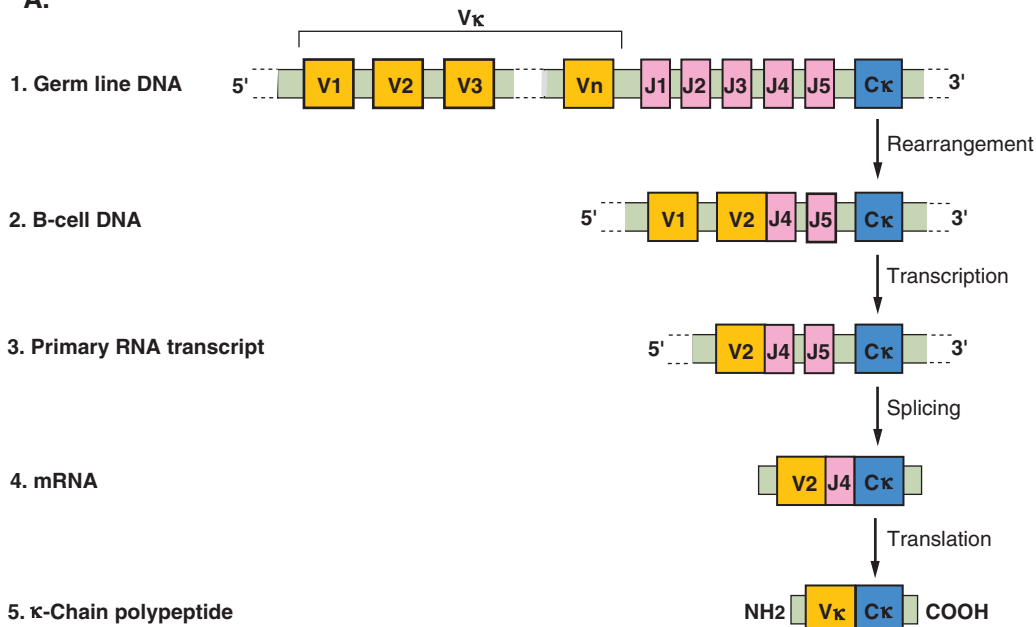 A.
Vκ
1. Germ line DNA 5' V1 V2 V3 Vn J1 J2 J3 J4 J5 Cκ 3'
Rearrangement
2. B-cell DNA 5' V1 V2 J4 J5 Cκ 3'
Transcription
3. Primary RNA transcript 5' V2 J4 J5 Cκ 3'
Splicing
4. mRNA V2 J4 Cκ
Translation
5. κ-Chain polypeptide NH2 Vκ Cκ COOH